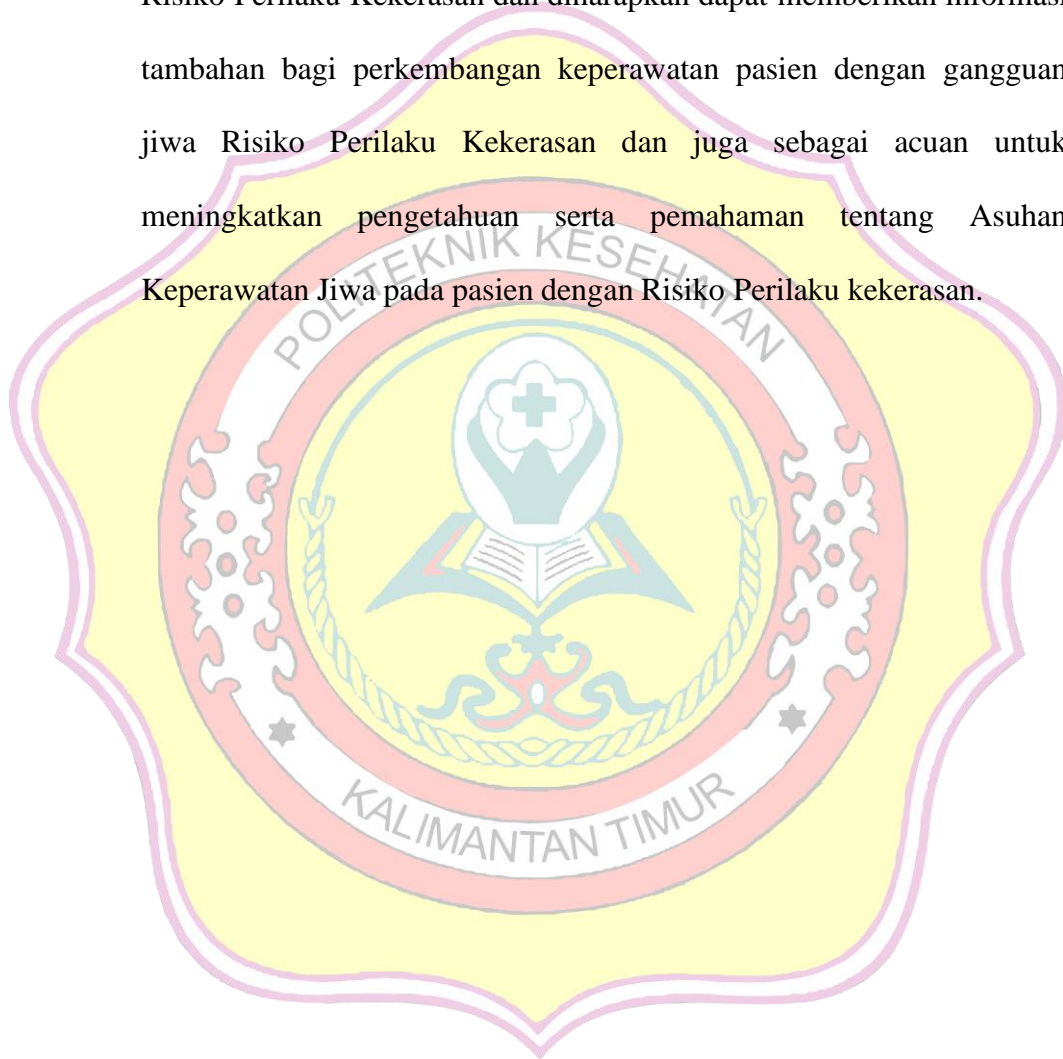 Risiko Perilaku Kekerasan dan diharapkan dapat memberikan informasi
tambahan bagi perkembangan keperawatan pasien dengan gangguan
jiwa Risiko Perilaku Kekerasan dan juga sebagai acuan untuk
meningkatkan pengetahuan serta pemahaman tentang Asuhan
Keperawatan Jiwa pada pasien dengan Risiko Perilaku kekerasan.
POLITEKNIK KESEHATAN
KALIMANTAN TIMUR